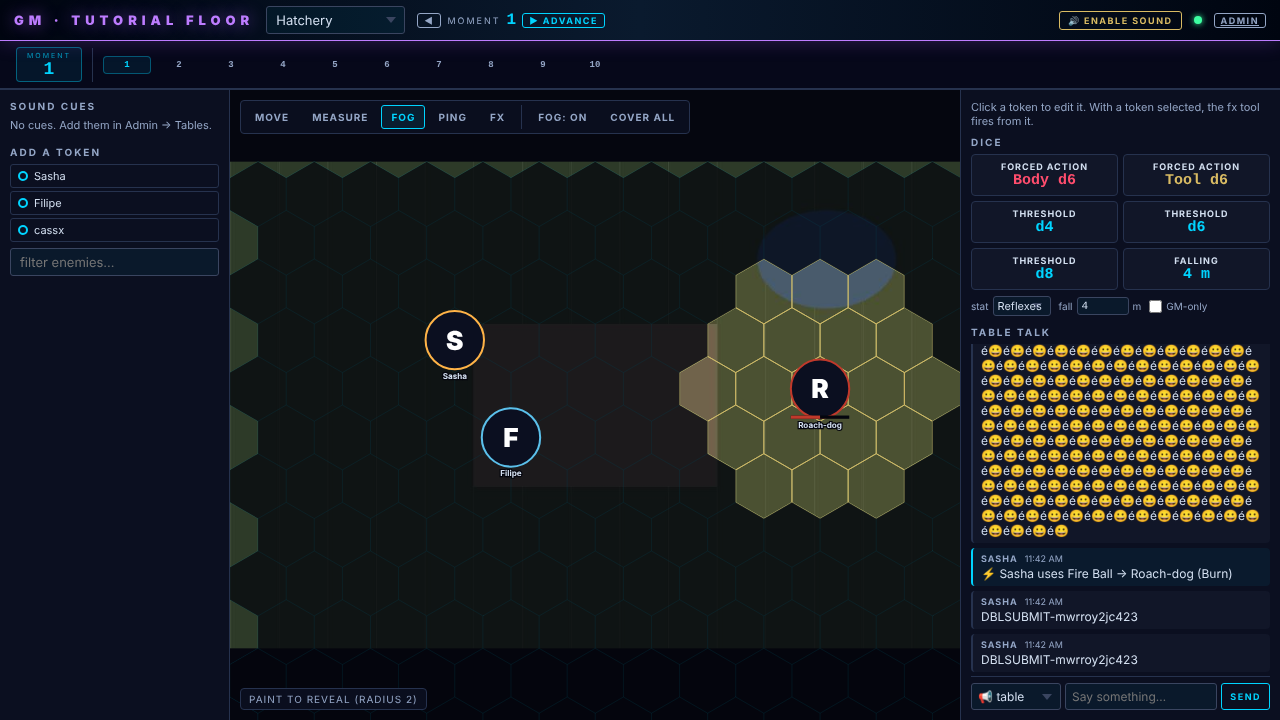 GM · TUTORIAL FLOOR
Hatchery
◀ MOMENT 1 ▶ ADVANCE
🔊 ENABLE SOUND
ADMIN
MOMENT
1
1 2 3 4 5 6 7 8 9 10
SOUND CUES
No cues. Add them in Admin → Tables.
ADD A TOKEN
Sasha
Filipe
cassx
filter enemies...
MOVE MEASURE FOG PING FX FOG: ON COVER ALL
S
Sasha
F
Filipe
R
Roach-dog
PAINT TO REVEAL (RADIUS 2)
Click a token to edit it. With a token selected, the fx tool
fires from it.
DICE
FORCED ACTION
Body d6
FORCED ACTION
Tool d6
THRESHOLD
d4
THRESHOLD
d6
THRESHOLD
d8
FALLING
4 m
stat Reflexes fall 4 m GM-only
TABLE TALK
é😀é😀é😀é😀é😀é😀é😀é😀é😀é😀é😀é😀é
😀é😀é😀é😀é😀é😀é😀é😀é😀é😀é😀é😀é😀
é😀é😀é😀é😀é😀é😀é😀é😀é😀é😀é😀é😀é
😀é😀é😀é😀é😀é😀é😀é😀é😀é😀é😀é😀é😀
é😀é😀é😀é😀é😀é😀é😀é😀é😀é😀é😀é😀é
😀é😀é😀é😀é😀é😀é😀é😀é😀é😀é😀é😀é😀
é😀é😀é😀é😀é😀é😀é😀é😀é😀é😀é😀é😀é
😀é😀é😀é😀é😀é😀é😀é😀é😀é😀é😀é😀é😀
é😀é😀é😀é😀é😀é😀é😀é😀é😀é😀é😀é😀é
😀é😀é😀é😀é😀é😀é😀é😀é😀é😀é😀é😀é😀
é😀é😀é😀é😀é😀é😀é😀é😀é😀é😀é😀é😀é
😀é😀é😀é😀é😀é😀é😀é😀é😀é😀é😀é😀é😀
é😀é😀é😀é😀
SASHA 11:42 AM
⚡ Sasha uses Fire Ball → Roach-dog (Burn)
SASHA 11:42 AM
DBLSUBMIT-mwrroy2jc423
SASHA 11:42 AM
DBLSUBMIT-mwrroy2jc423
📢 table
Say something...
SEND